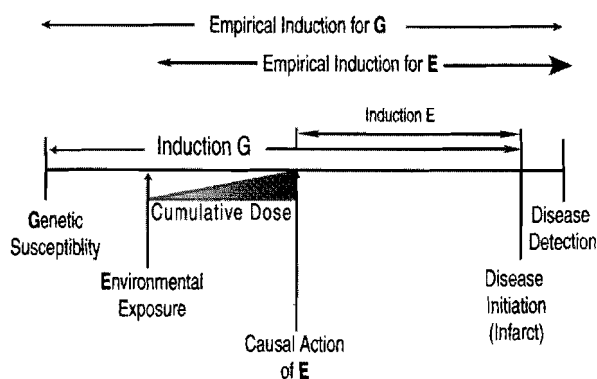 Empirical Induction for G
Empirical Induction for E
Induction E
Induction G
Cumulative Dose
Genetic
Susceptiblity
Environmental
Exposure
Causal Action
of E
Disease
Initiation
(Infarct)
Disease
Detection